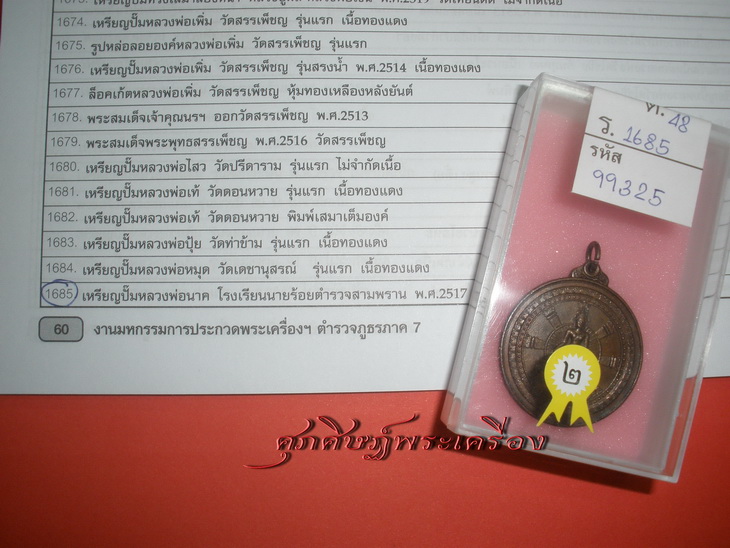 1674. เหรียญปั๊มหลวงพ่อเพิ่ม วัดสรรเพ็ชญ รุ่นแรก เนื้อทองแดง
1675. รูปหล่อลอยองค์หลวงพ่อเพิ่ม วัดสรรเพ็ชญ รุ่นแรก
1676. เหรียญปั๊มหลวงพ่อเพิ่ม วัดสรรเพ็ชญ รุ่นสรงน้ำ พ.ศ.2514 เนื้อทองแดง
1677. ล็อคเก้ตหลวงพ่อเพิ่ม วัดสรรเพ็ชญ หุ้มทองเหลืองหลังยันต์
1678. พระสมเด็จเจ้าคุณนรฯ ออกวัดสรรเพ็ชญ พ.ศ.2513
1679. พระสมเด็จพระพุทธสรรเพ็ชญ พ.ศ.2516 วัดสรรเพ็ชญ
1680. เหรียญปั๊มหลวงพ่อไสว วัดปรีดาราม รุ่นแรก ไม่จำกัดเนื้อ
1681. เหรียญปั๊มหลวงพ่อเท้ วัดดอนหวาย รุ่นแรก เนื้อทองแดง
1682. เหรียญปั๊มหลวงพ่อเท้ วัดดอนหวาย พิมพ์เสมาเต็มองค์
1683. เหรียญปั๊มหลวงพ่อปุ้ย วัดท่าข้าม รุ่นแรก เนื้อทองแดง
1684. เหรียญปั๊มหลวงพ่อหมุด วัดเดชานุสรณ์ รุ่นแรก เนื้อทองแดง
1685 เหรียญปั๊มหลวงพ่อนาค โรงเรียนนายร้อยตำรวจสามพราน พ.ศ.2517
60 งานมหกรรมการประกวดพระเครื่องฯ ตำรวจภูธรภาค 7
ต. 48
ร. 1685
รหัส
99325
๒
ศุภศิษฏ์พระเครื่อง